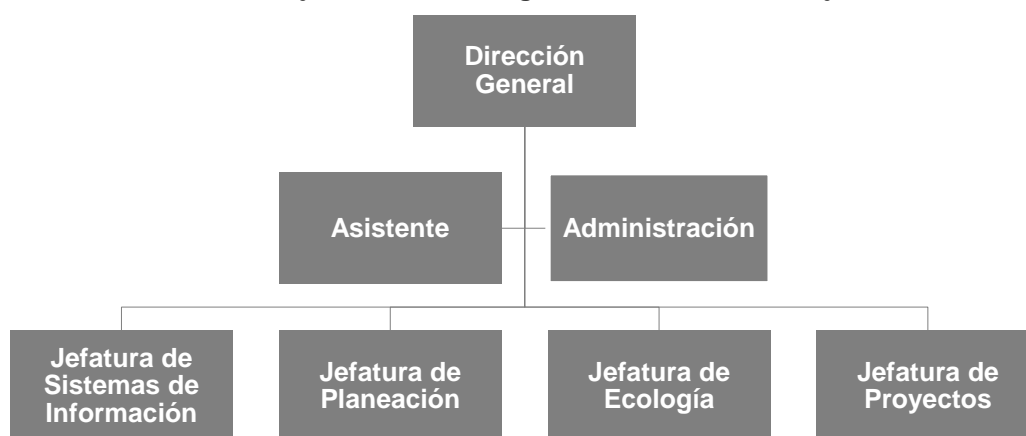 Dirección
General
Asistente
Administración
Jefatura de
Sistemas de
Información
Jefatura de
Planeación
Jefatura de
Ecología
Jefatura de
Proyectos